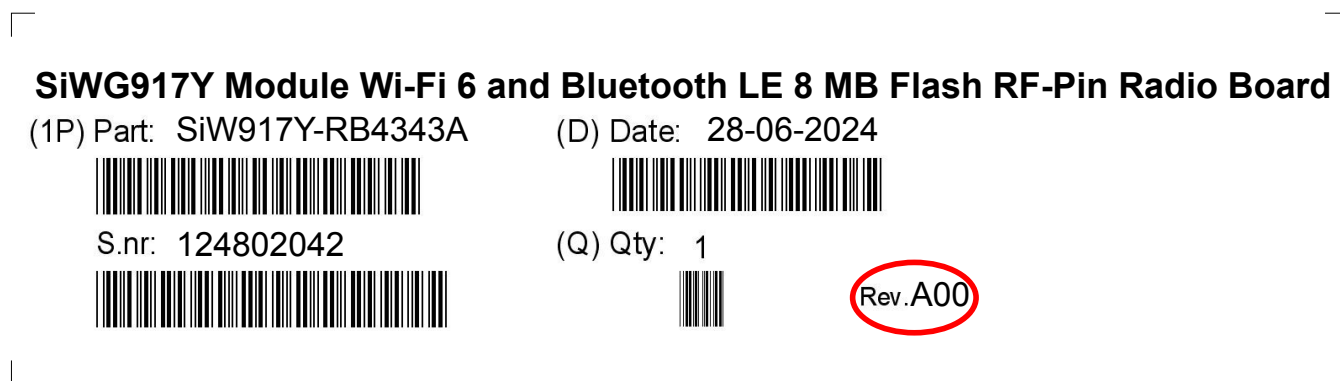 SiWG917Y Module Wi-Fi 6 and Bluetooth LE 8 MB Flash RF-Pin Radio Board
(1P) Part: SiW917Y-RB4343A (D) Date: 28-06-2024
S.nr: 124802042 (Q) Qty: 1
Rev.A00